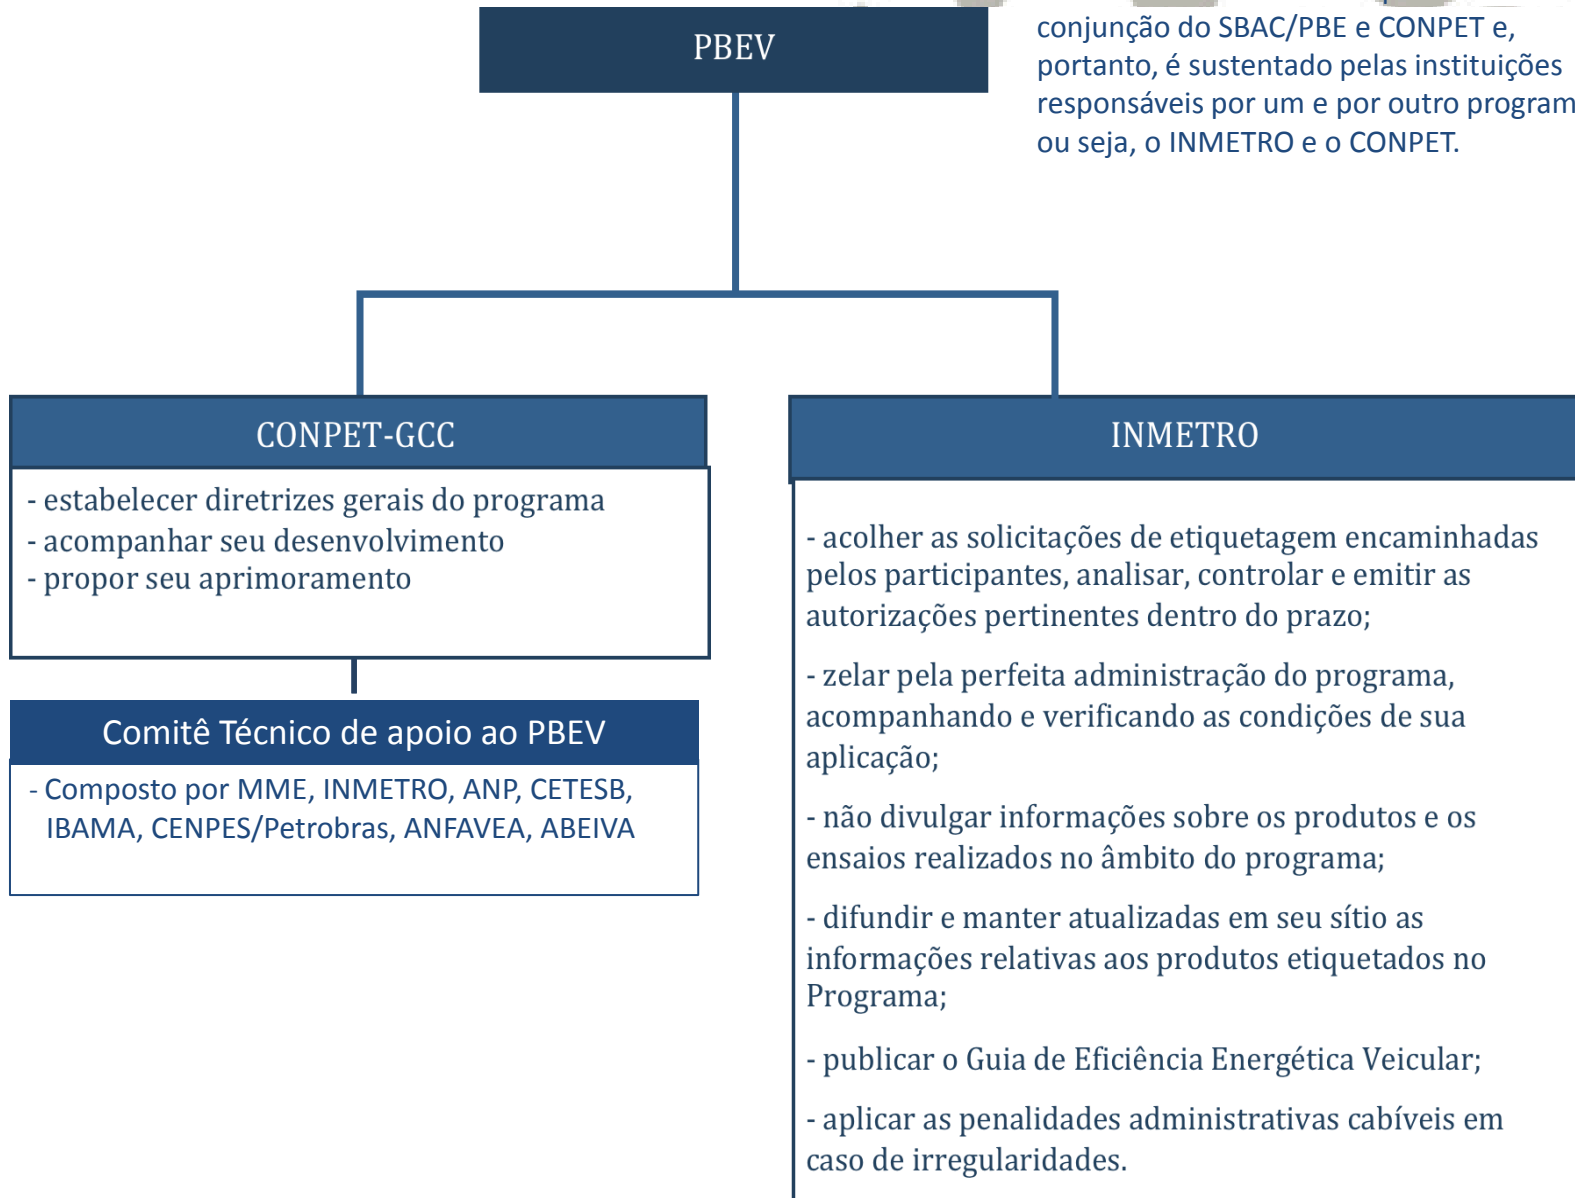 PBEV
conjunção do SBAC/PBE e CONPET e,
portanto, é sustentado pelas instituições
responsáveis por um e por outro program
ou seja, o INMETRO e o CONPET.
CONPET-GCC
- estabelecer diretrizes gerais do programa
- acompanhar seu desenvolvimento
- propor seu aprimoramento
Comitê Técnico de apoio ao PBEV
- Composto por MME, INMETRO, ANP, CETESB,
IBAMA, CENPES/Petrobras, ANFAVEA, ABEIVA
INMETRO
- acolher as solicitações de etiquetagem encaminhadas
pelos participantes, analisar, controlar e emitir as
autorizações pertinentes dentro do prazo;
- zelar pela perfeita administração do programa,
acompanhando e verificando as condições de sua
aplicação;
- não divulgar informações sobre os produtos e os
ensaios realizados no âmbito do programa;
- difundir e manter atualizadas em seu sítio as
informações relativas aos produtos etiquetados no
Programa;
- publicar o Guia de Eficiência Energética Veicular;
- aplicar as penalidades administrativas cabíveis em
caso de irregularidades.